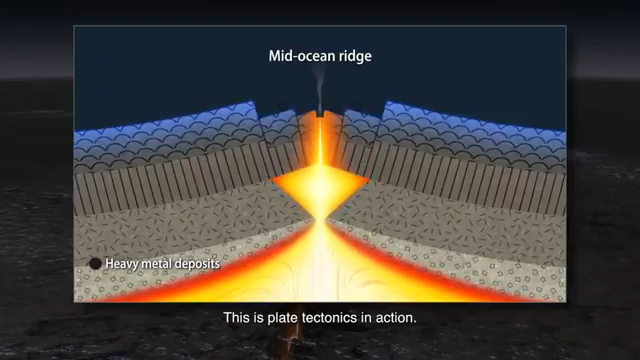 Mid-ocean ridge
Heavy metal deposits
This is plate tectonics in action.